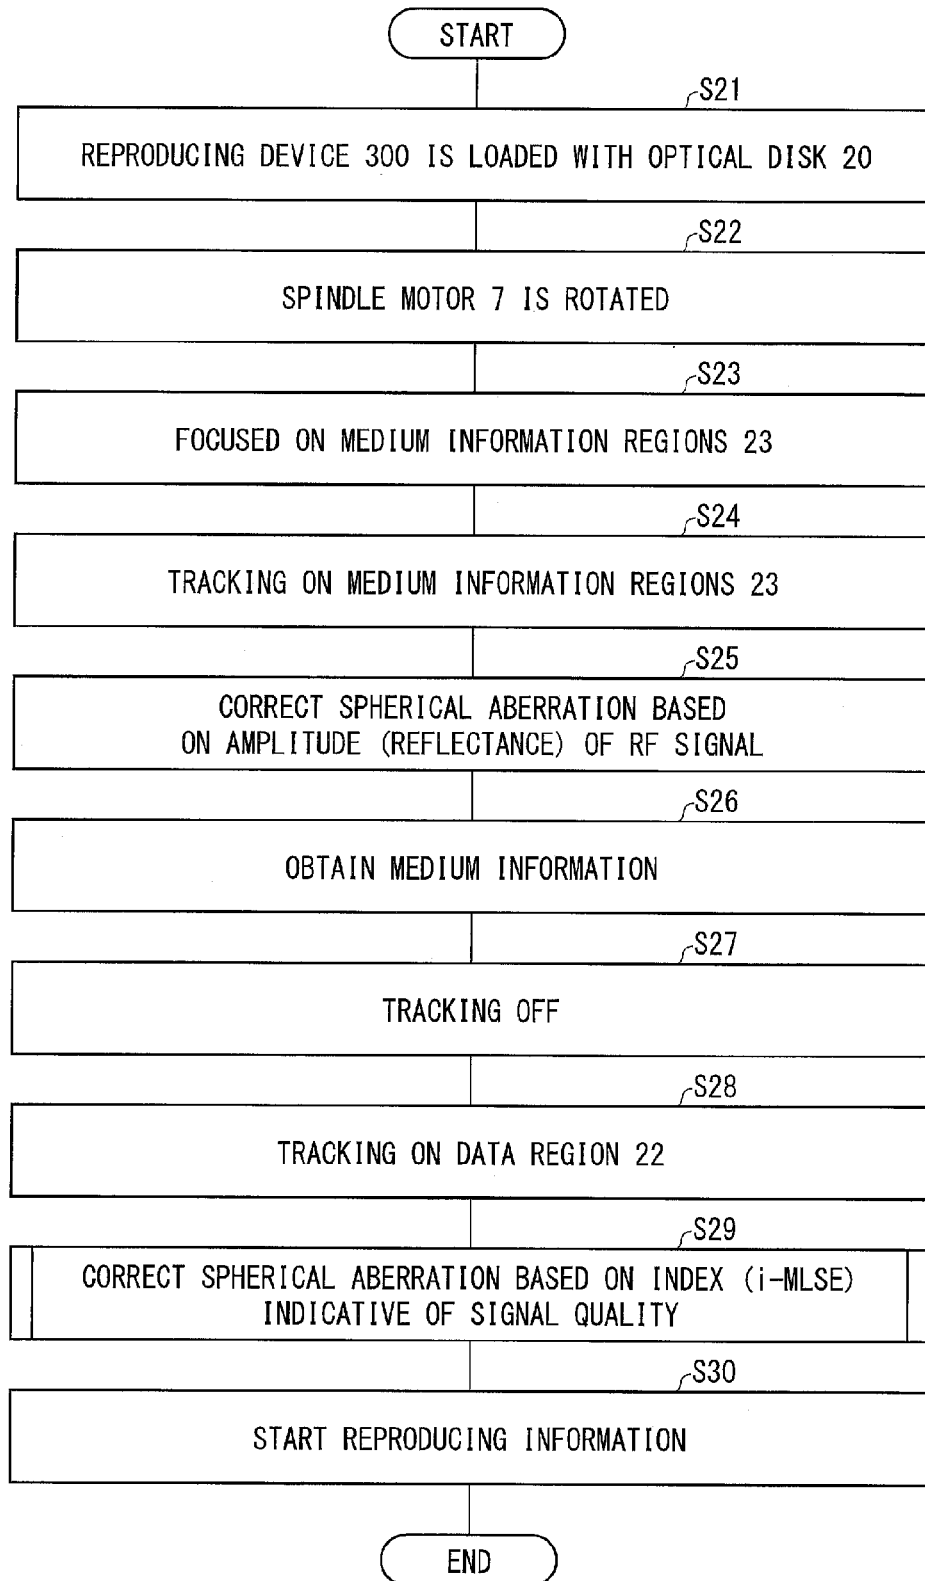 START
S21
REPRODUCING DEVICE 300 IS LOADED WITH OPTICAL DISK 20
S22
SPINDLE MOTOR 7 IS ROTATED
S23
FOCUSED ON MEDIUM INFORMATION REGIONS 23
S24
TRACKING ON MEDIUM INFORMATION REGIONS 23
S25
CORRECT SPHERICAL ABERRATION BASED
ON AMPLITUDE (REFLECTANCE) OF RF SIGNAL
S26
OBTAIN MEDIUM INFORMATION
S27
TRACKING OFF
S28
TRACKING ON DATA REGION 22
S29
CORRECT SPHERICAL ABERRATION BASED ON INDEX (i-MLSE)
INDICATIVE OF SIGNAL QUALITY
S30
START REPRODUCING INFORMATION
END